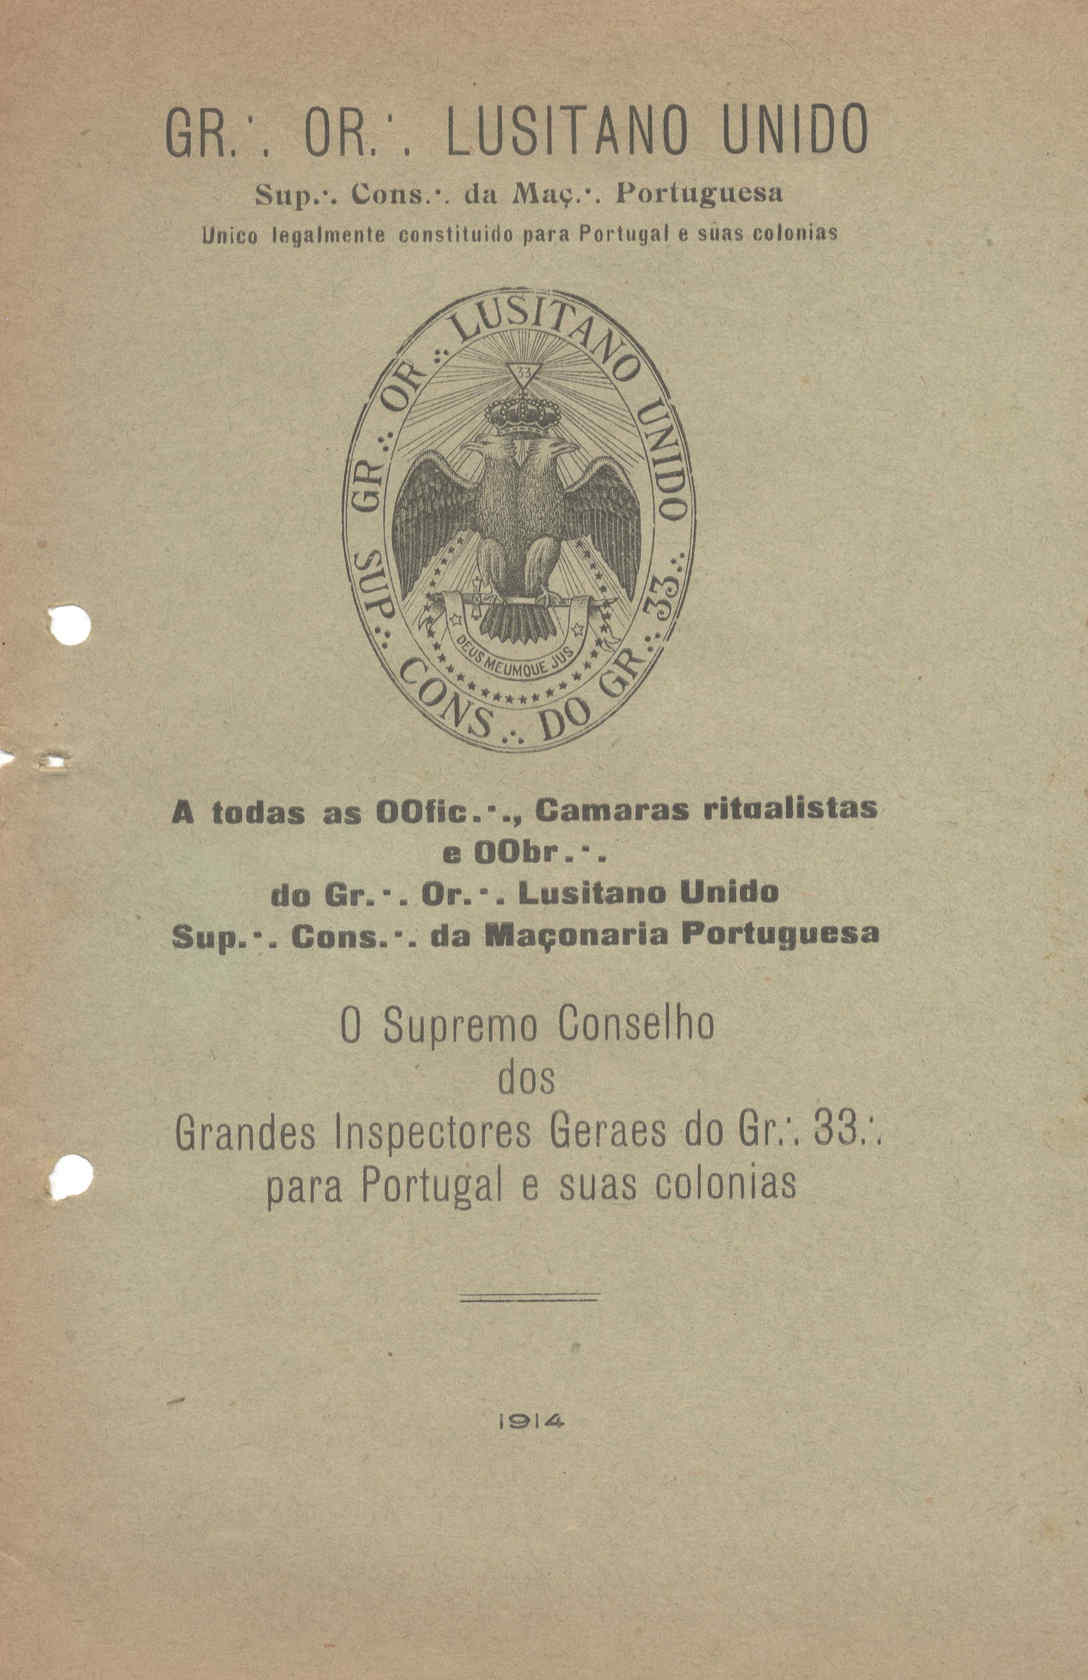 GR.·. OR.·. LUSITANO UNIDO
Sup.·. Cons.·. da Maç.·. Portuguesa
Unico legalmente constituido para Portugal e suas colonias
SUP ∴ GR ∴ OR ∴ LUSITANO UNIDO
33
DEUS MEUMQUE JUS
CONS ∴ DO GR ∴ 33 ∴
A todas as OOfic.·., Camaras ritualistas
e OObr.·.
do Gr.·. Or.·. Lusitano Unido
Sup.·. Cons.·. da Maçonaria Portuguesa
O Supremo Conselho
dos
Grandes Inspectores Geraes do Gr.·. 33.·.
para Portugal e suas colonias
1914